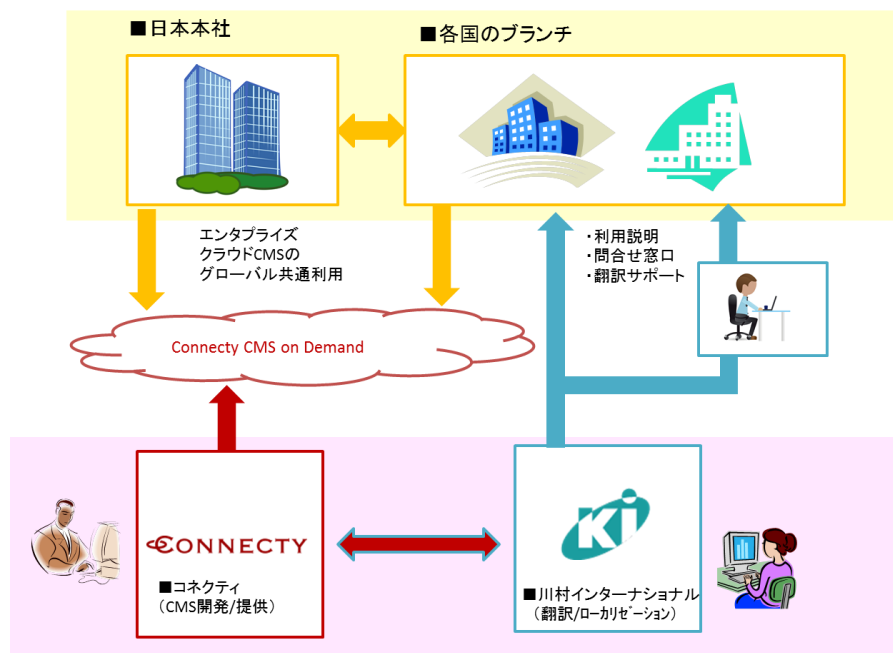 ■日本本社
■各国のブランチ
エンタプライズ
クラウドCMSの
グローバル共通利用
・利用説明
・問合せ窓口
・翻訳サポート
Connecty CMS on Demand
CONNECTY
Ki
■コネクティ
(CMS開発/提供)
■川村インターナショナル
(翻訳/ローカリゼーション)